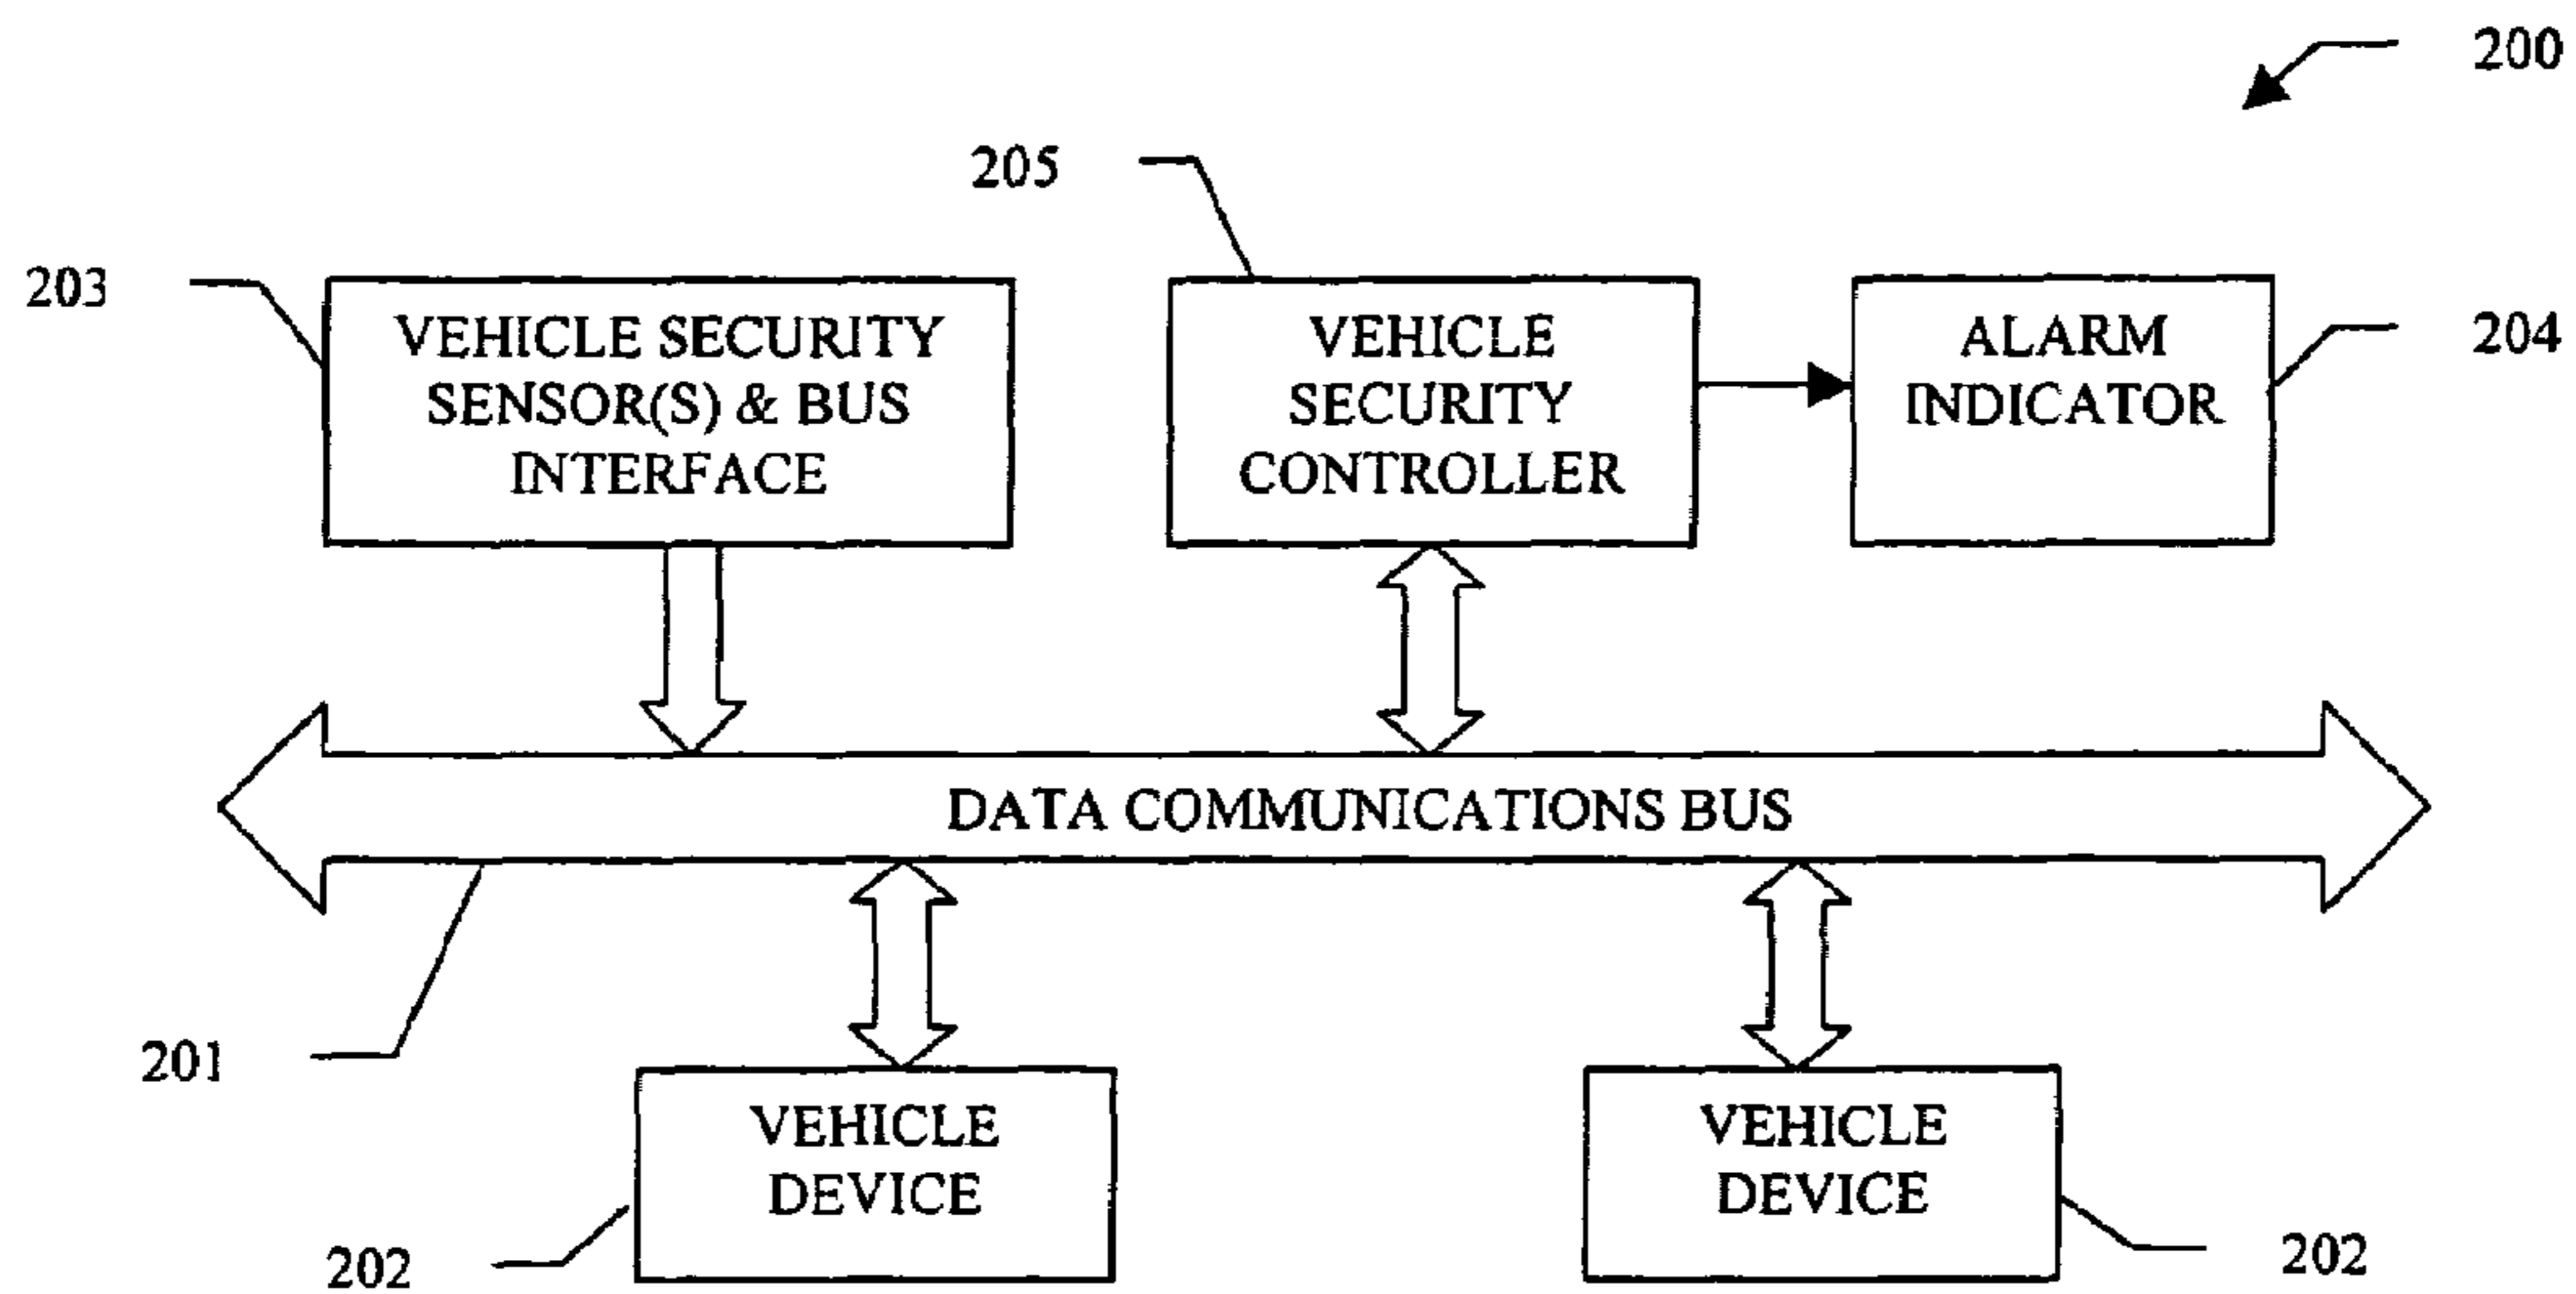 200
205
203
VEHICLE SECURITY
SENSOR(S) & BUS
INTERFACE
VEHICLE
SECURITY
CONTROLLER
ALARM
INDICATOR
204
DATA COMMUNICATIONS BUS
201
VEHICLE
DEVICE
202
VEHICLE
DEVICE
202